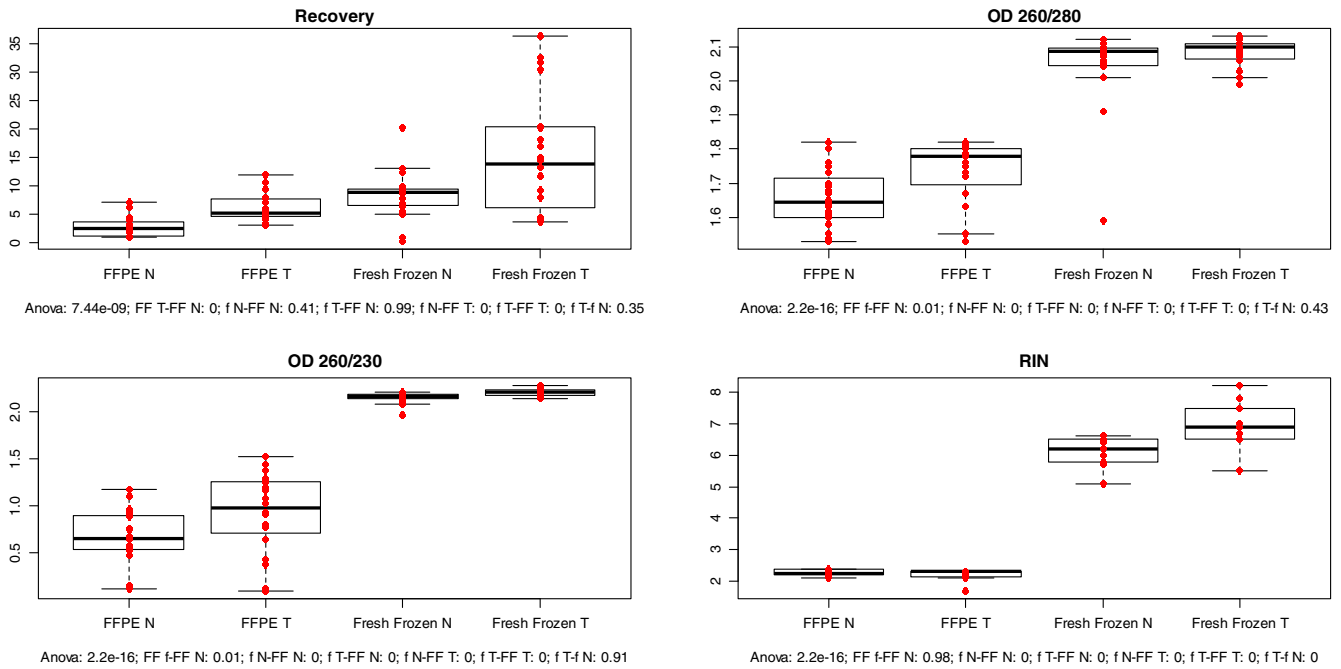 Recovery
35
30
25
20
15
10
5
0
FFPE N FFPE T Fresh Frozen N Fresh Frozen T
Anova: 7.44e-09; FF T-FF N: 0; f N-FF N: 0.41; f T-FF N: 0.99; f N-FF T: 0; f T-FF T: 0; f T-f N: 0.35
OD 260/280
2.1
2.0
1.9
1.8
1.7
1.6
FFPE N FFPE T Fresh Frozen N Fresh Frozen T
Anova: 2.2e-16; FF f-FF N: 0.01; f N-FF N: 0; f T-FF N: 0; f N-FF T: 0; f T-FF T: 0; f T-f N: 0.43
OD 260/230
2.0
1.5
1.0
0.5
FFPE N FFPE T Fresh Frozen N Fresh Frozen T
Anova: 2.2e-16; FF f-FF N: 0.01; f N-FF N: 0; f T-FF N: 0; f N-FF T: 0; f T-FF T: 0; f T-f N: 0.91
RIN
8
7
6
5
4
3
2
FFPE N FFPE T Fresh Frozen N Fresh Frozen T
Anova: 2.2e-16; FF f-FF N: 0.98; f N-FF N: 0; f T-FF N: 0; f N-FF T: 0; f T-FF T: 0; f T-f N: 0